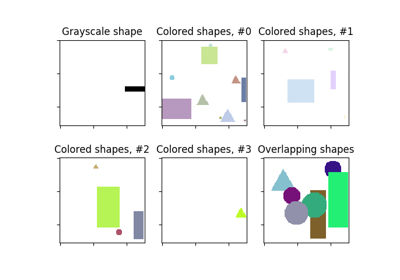 Grayscale shape
Colored shapes, #0
Colored shapes, #1
Colored shapes, #2
Colored shapes, #3
Overlapping shapes